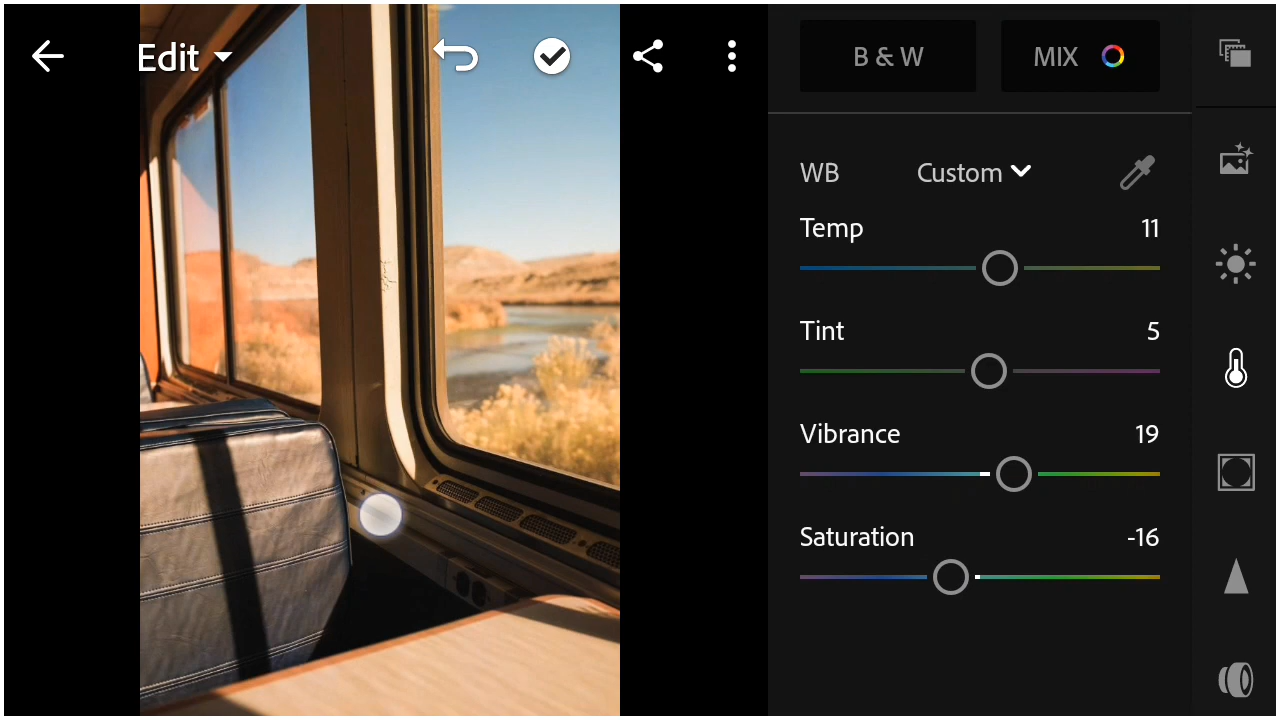 Edit
B & W
MIX
WB
Custom
Temp
11
Tint
5
Vibrance
19
Saturation
-16